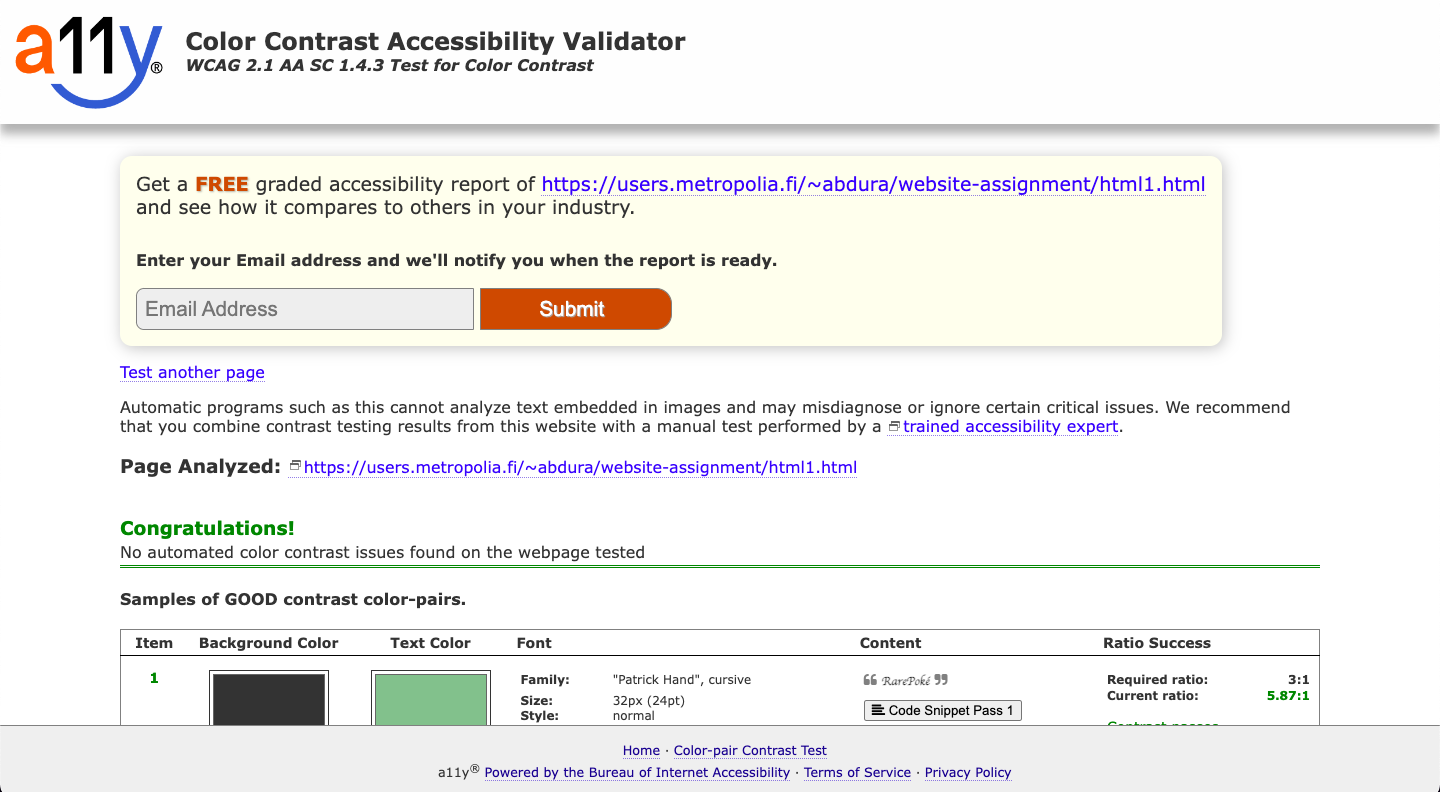 a11y®
Color Contrast Accessibility Validator
WCAG 2.1 AA SC 1.4.3 Test for Color Contrast
Get a FREE graded accessibility report of https://users.metropolia.fi/~abdura/website-assignment/html1.html
and see how it compares to others in your industry.
Enter your Email address and we'll notify you when the report is ready.
Email Address Submit
Test another page
Automatic programs such as this cannot analyze text embedded in images and may misdiagnose or ignore certain critical issues. We recommend
that you combine contrast testing results from this website with a manual test performed by a trained accessibility expert.
Page Analyzed: https://users.metropolia.fi/~abdura/website-assignment/html1.html
Congratulations!
No automated color contrast issues found on the webpage tested
Samples of GOOD contrast color-pairs.
Item Background Color Text Color Font Content Ratio Success
1 Family: "Patrick Hand", cursive ❝ RarePoké ❞ Required ratio: 3:1
Size: 32px (24pt) Current ratio: 5.87:1
Style: normal Code Snippet Pass 1
Contrast passes
Home · Color-pair Contrast Test
a11y® Powered by the Bureau of Internet Accessibility · Terms of Service · Privacy Policy